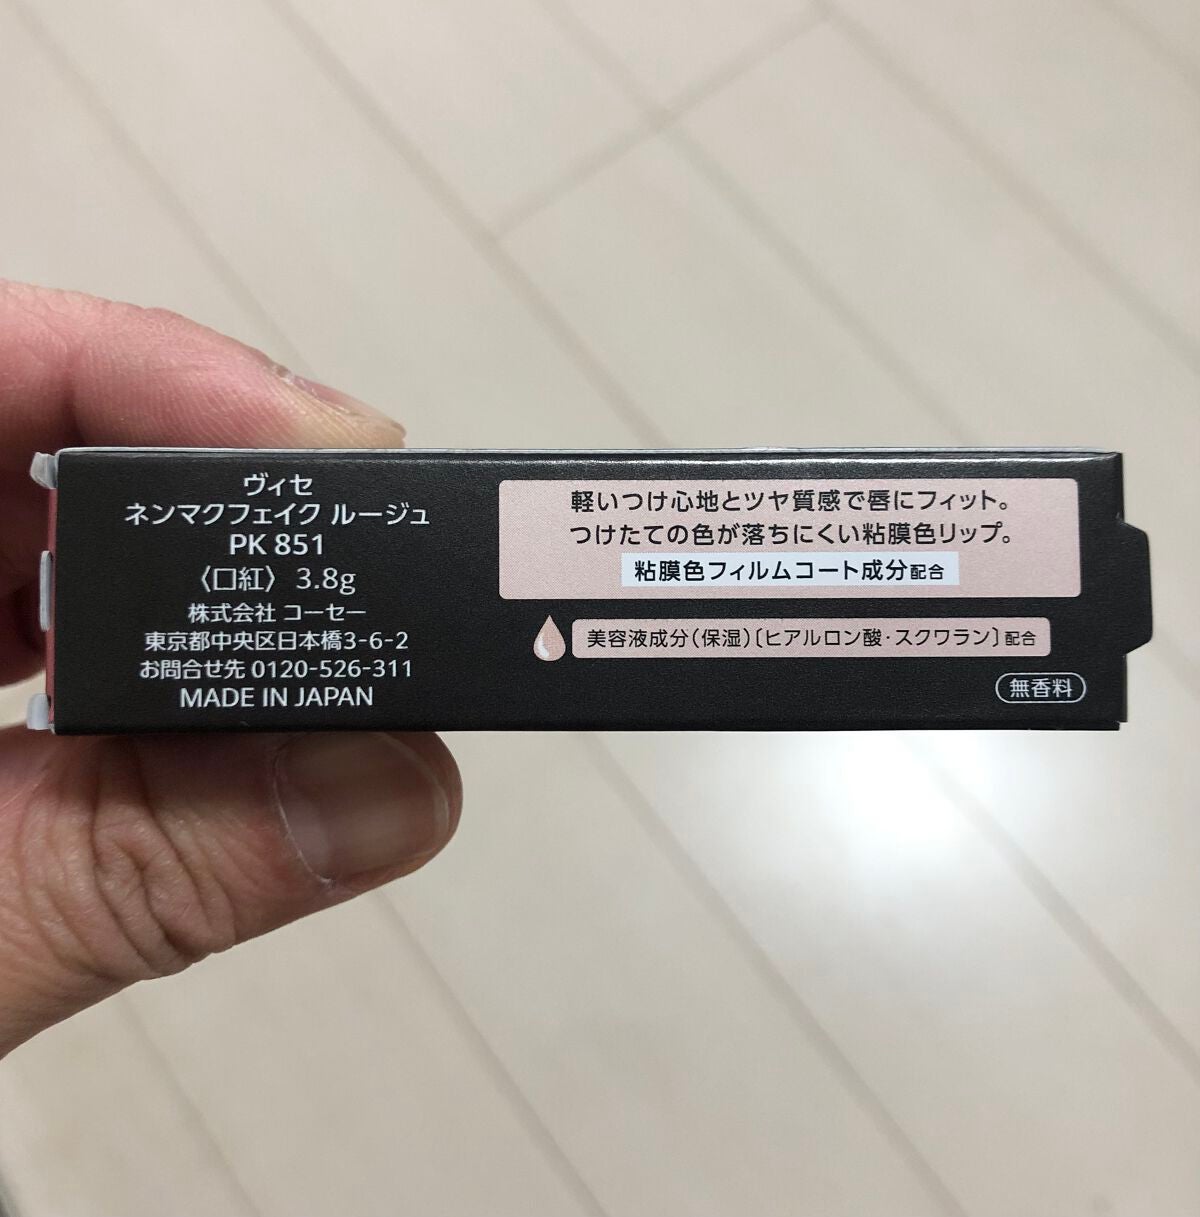 ヴィセ
ネンマクフェイク ルージュ
PK 851
〈口紅〉 3.8g
株式会社 コーセー
東京都中央区日本橋3-6-2
お問合せ先 0120-526-311
MADE IN JAPAN
軽いつけ心地とツヤ質感で唇にフィット。
つけたての色が落ちにくい粘膜色リップ。
粘膜色フィルムコート成分配合
美容液成分(保湿)〔ヒアルロン酸・スクワラン〕配合
無香料